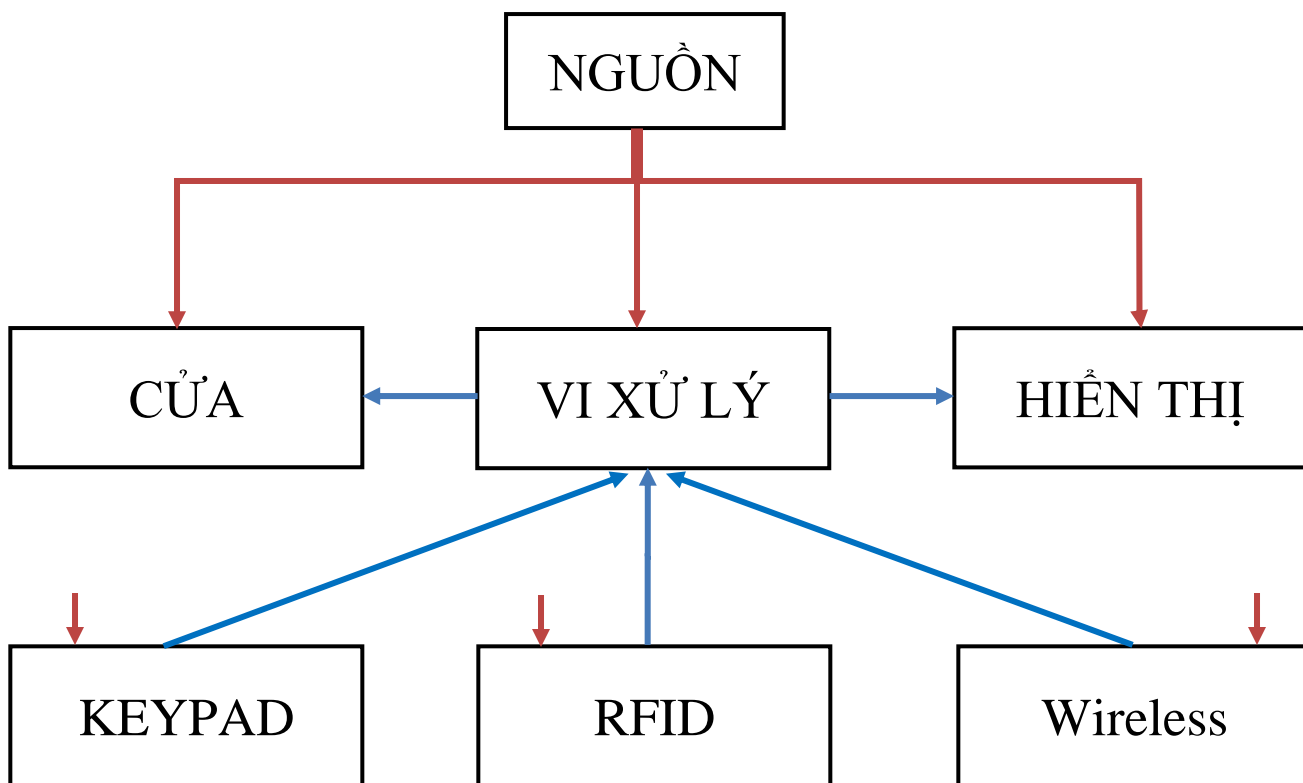 NGUỒN
CỬA
VI XỬ LÝ
HIỂN THỊ
KEYPAD
RFID
Wireless